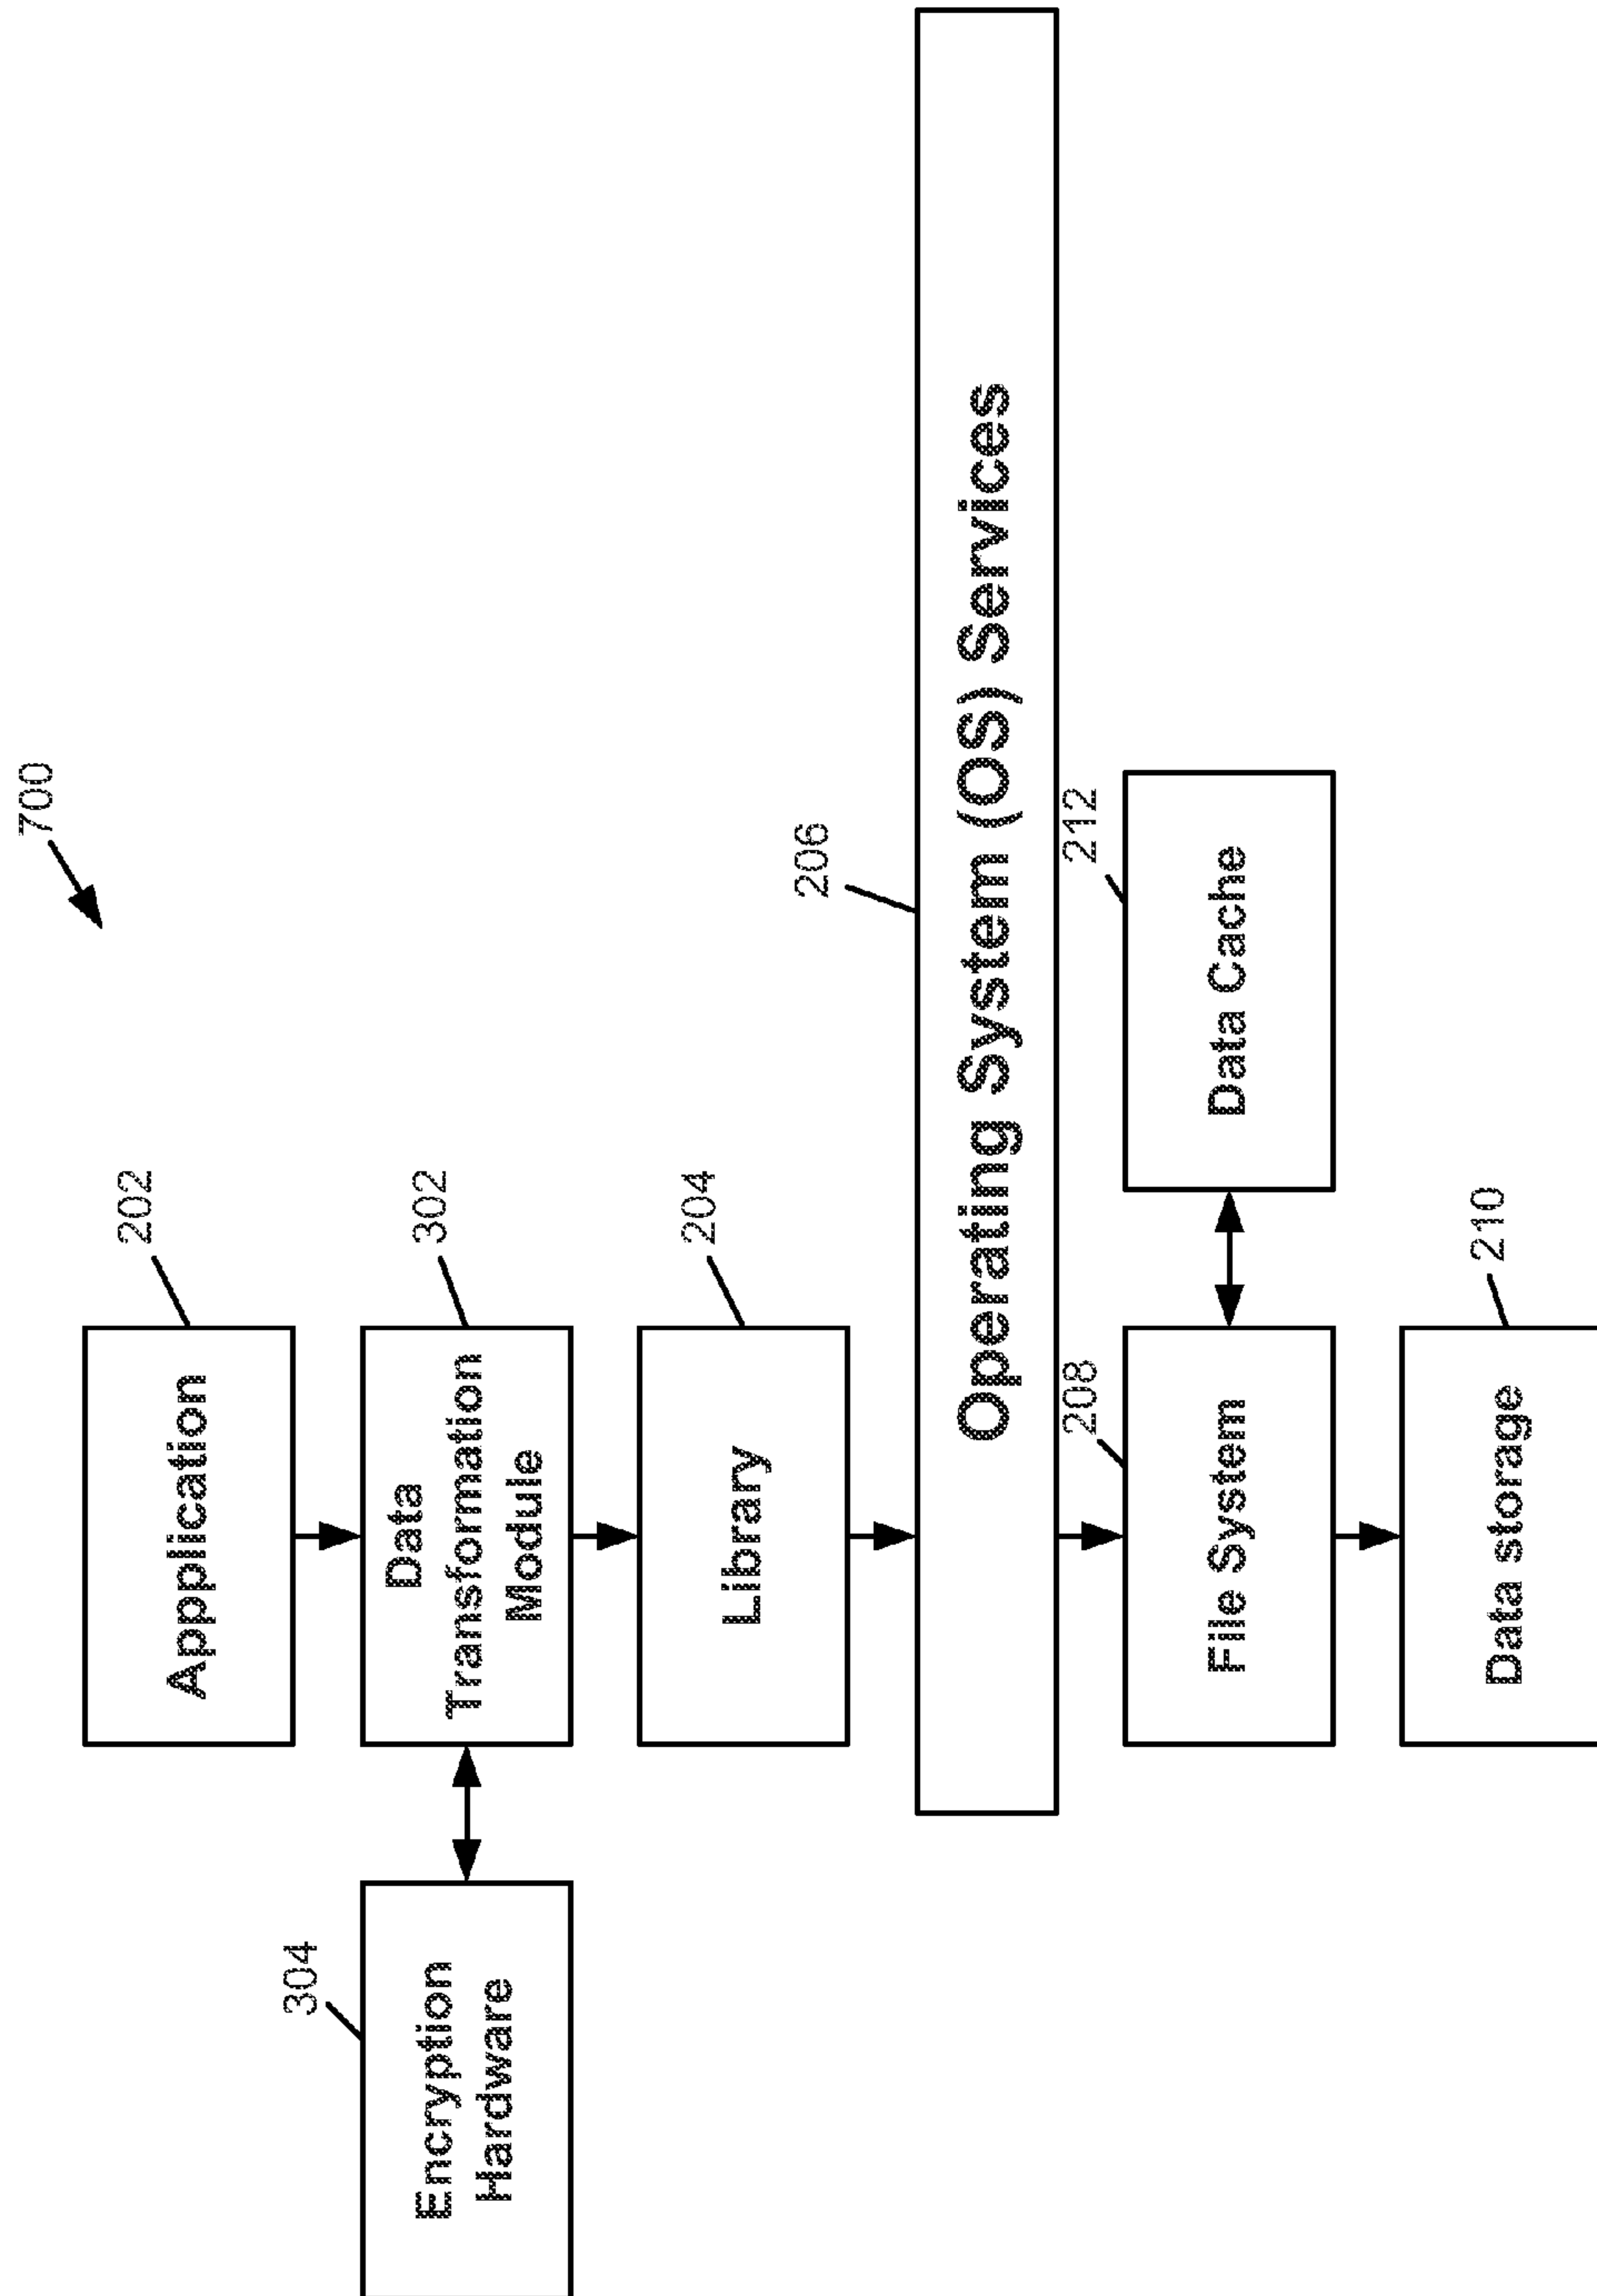 700
202
Application
302
Data
Transformation
Module
304
Encryption
Hardware
204
Library
206
Operating System (OS) Services
208
File System
212
Data Cache
210
Data storage